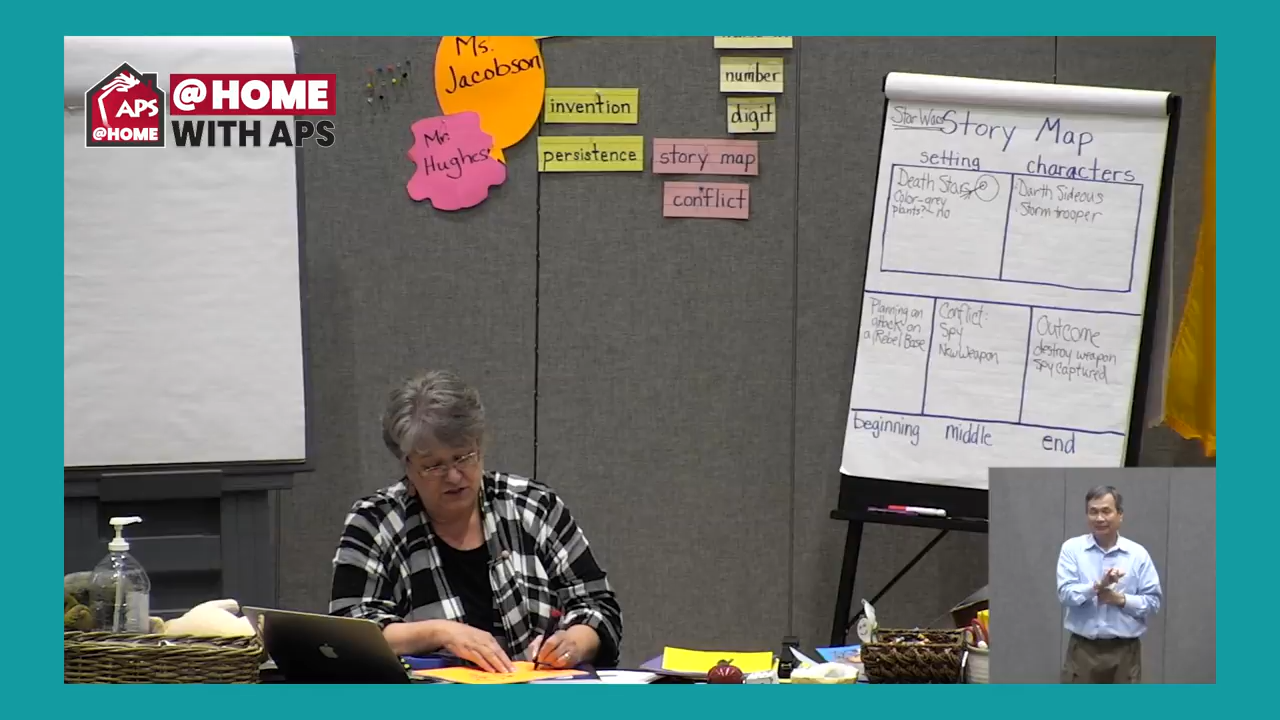 APS
@HOME
@HOME
WITH APS
Ms.
Jacobson
Mr.
Hughes
invention
persistence
number
digit
story map
conflict
Star Wars
Story Map
setting
characters
Death Star
Color-grey
plants?-No
Darth Sideous
Stormtrooper
Planning an
attack on
a Rebel Base
Conflict:
Spy
New Weapon
Outcome
destroy weapon
Spy captured
beginning
middle
end